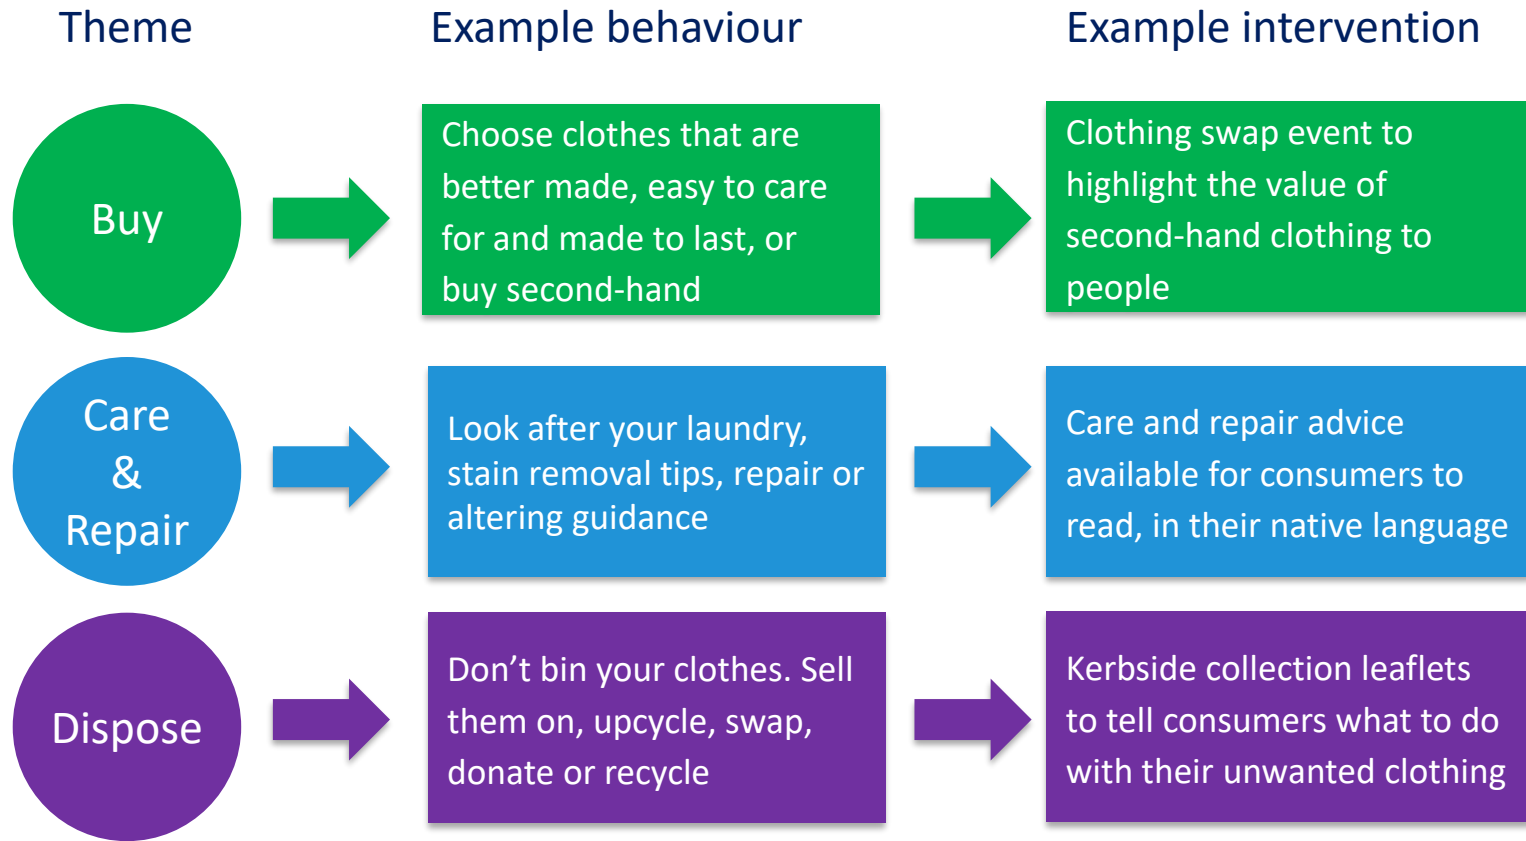 Theme
Example behaviour
Example intervention
Buy
Choose clothes that are
better made, easy to care
for and made to last, or
buy second-hand
Clothing swap event to
highlight the value of
second-hand clothing to
people
Care
&
Repair
Look after your laundry,
stain removal tips, repair or
altering guidance
Care and repair advice
available for consumers to
read, in their native language
Dispose
Don’t bin your clothes. Sell
them on, upcycle, swap,
donate or recycle
Kerbside collection leaflets
to tell consumers what to do
with their unwanted clothing